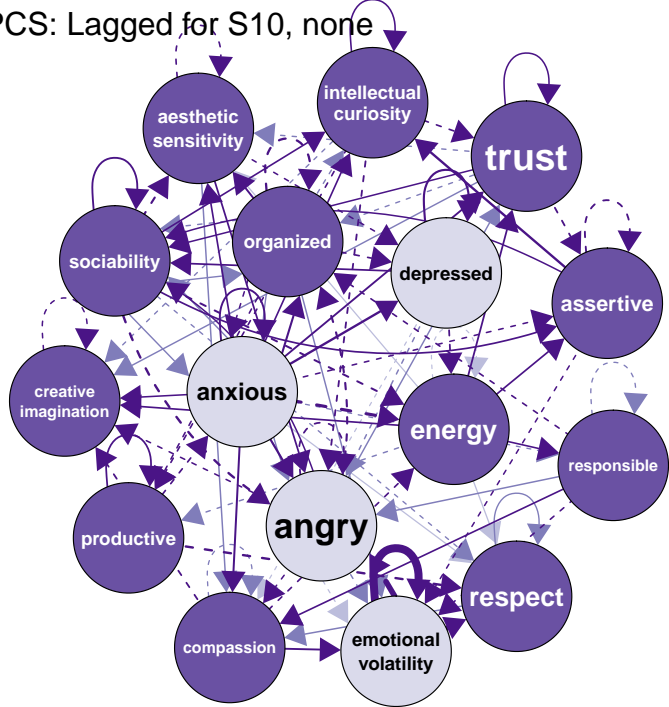 PCS: Lagged for S10, none
intellectual
curiosity
aesthetic
sensitivity
trust
organized
sociability
depressed
assertive
anxious
creative
imagination
energy
responsible
angry
productive
respect
compassion
emotional
volatility